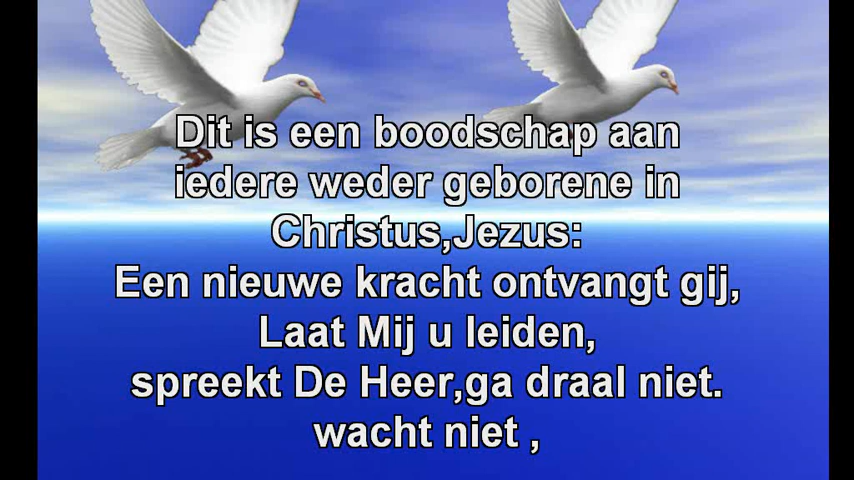 Dit is een boodschap aan
iedere weder geborene in
Christus,Jezus:
Een nieuwe kracht ontvangt gij,
Laat Mij u leiden,
spreekt De Heer,ga draal niet.
wacht niet ,